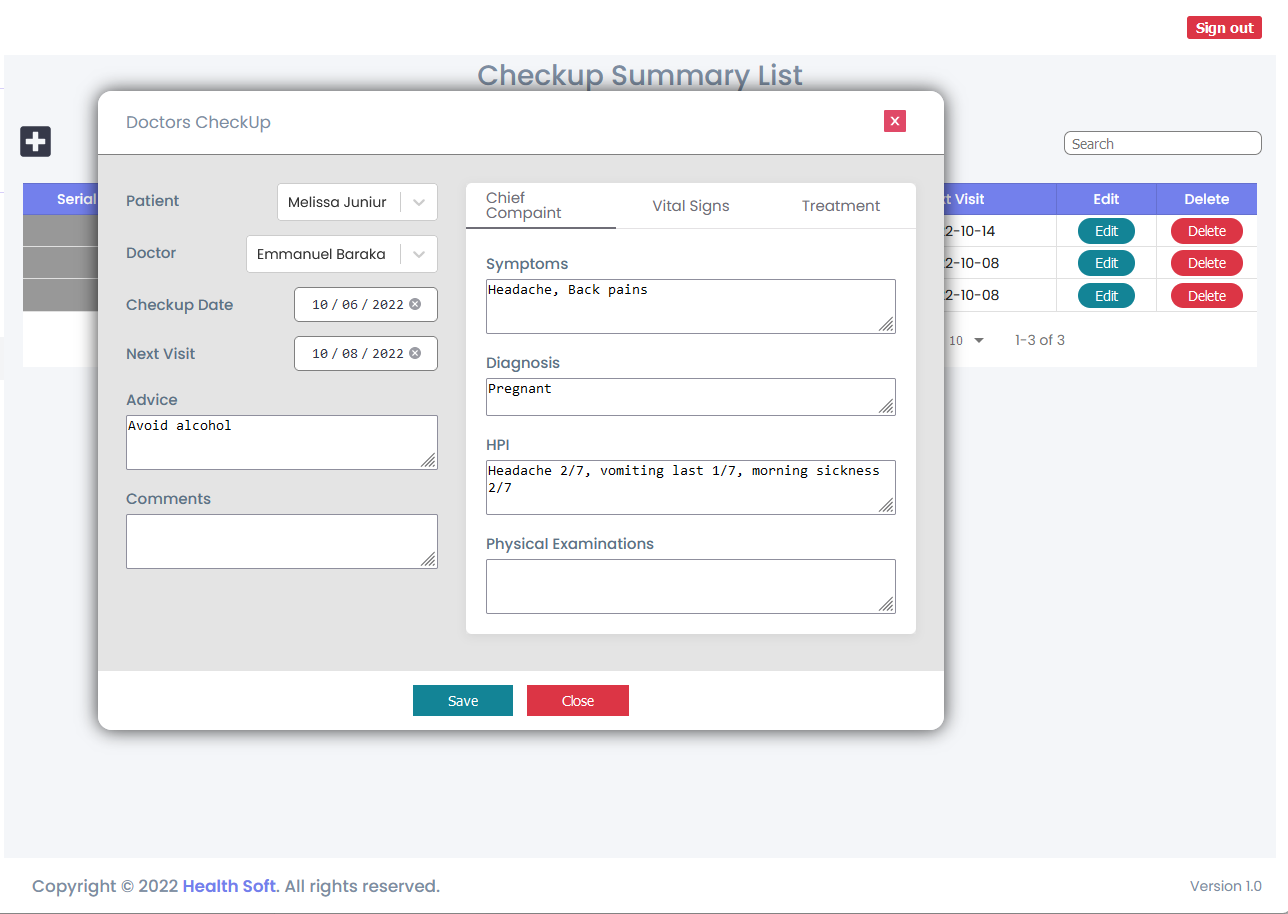 Sign out
Checkup Summary List
Doctors CheckUp
x
Search
Serial
Visit
Edit
Delete
Patient
Melissa Juniur
Doctor
Emmanuel Baraka
Checkup Date
10 / 06 / 2022
Next Visit
10 / 08 / 2022
Advice
Avoid alcohol
Comments
Chief
Compaint
Vital Signs
Treatment
Symptoms
Headache, Back pains
Diagnosis
Pregnant
HPI
Headache 2/7, vomiting last 1/7, morning sickness
2/7
Physical Examinations
2-10-14
Edit
Delete
2-10-08
Edit
Delete
2-10-08
Edit
Delete
10
1-3 of 3
Save
Close
Copyright © 2022 Health Soft. All rights reserved.
Version 1.0